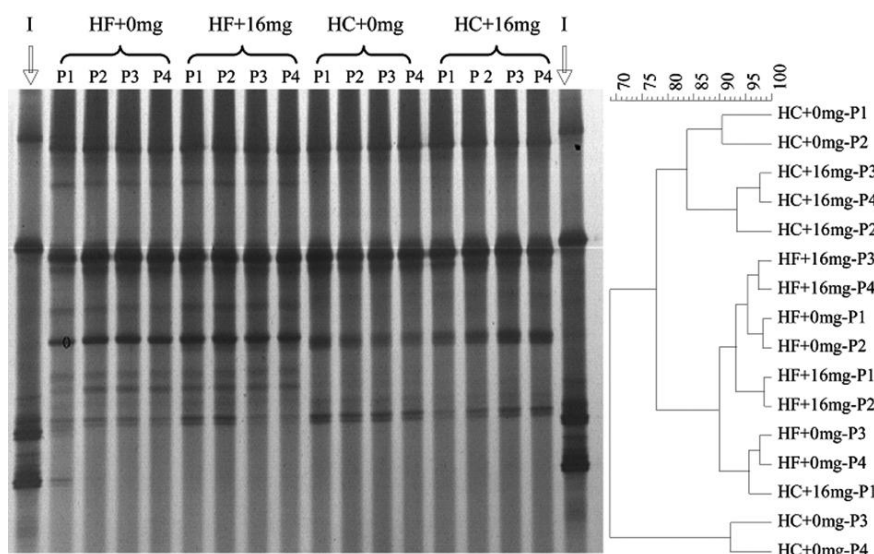 I HF+0mg HF+16mg HC+0mg HC+16mg I
P1 P2 P3 P4 P1 P2 P3 P4 P1 P2 P3 P4 P1 P 2 P3 P4
70 75 80 85 90 95 100
HC+0mg-P1
HC+0mg-P2
HC+16mg-P3
HC+16mg-P4
HC+16mg-P2
HF+16mg-P3
HF+16mg-P4
HF+0mg-P1
HF+0mg-P2
HF+16mg-P1
HF+16mg-P2
HF+0mg-P3
HF+0mg-P4
HC+16mg-P1
HC+0mg-P3
HC+0mg-P4
0